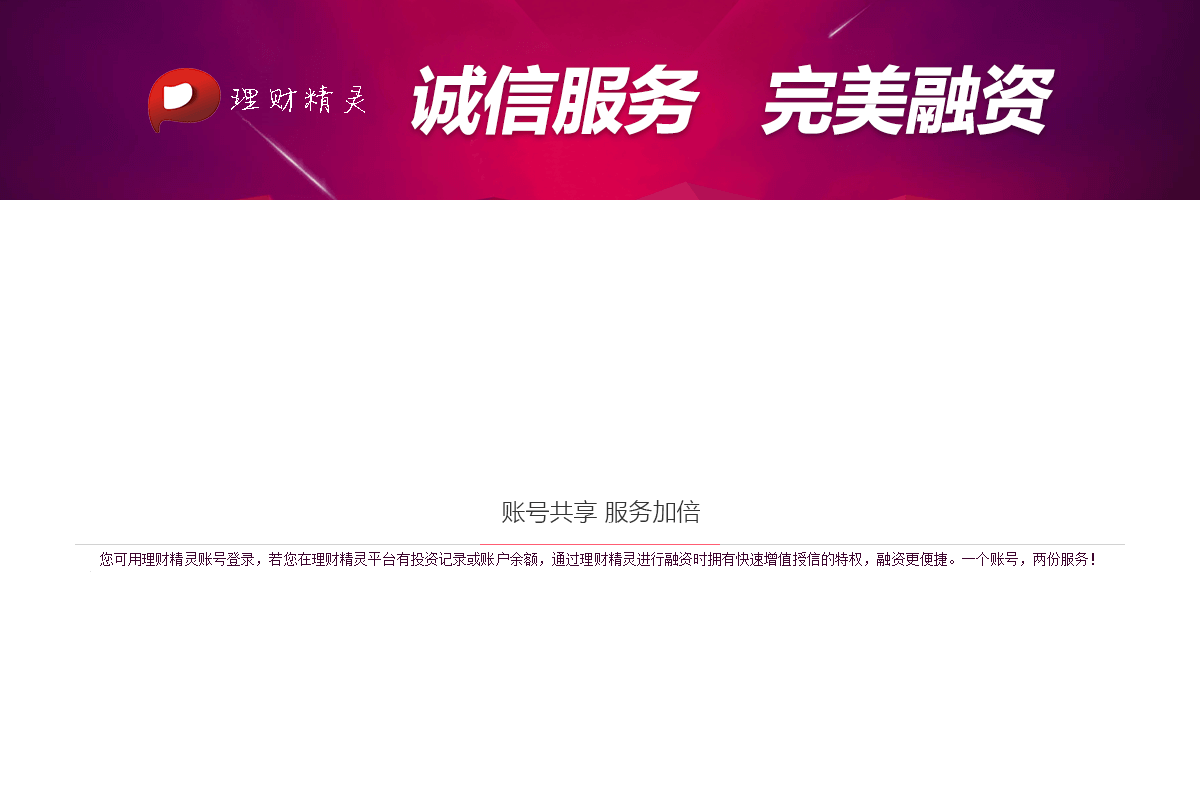 理财精灵
诚信服务 完美融资
账号共享 服务加倍
您可用理财精灵账号登录，若您在理财精灵平台有投资记录或账户余额，通过理财精灵进行融资时拥有快速增值授信的特权，融资更便捷。一个账号，两份服务！